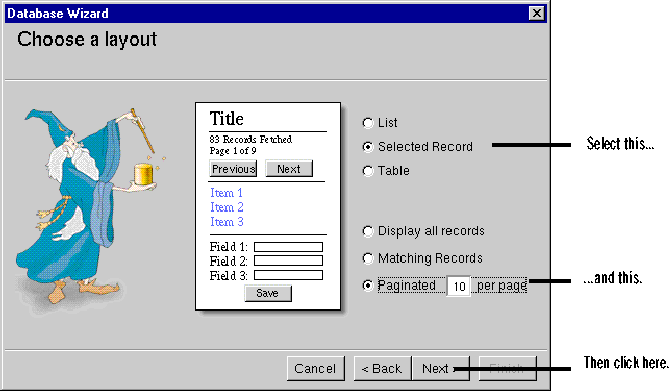 Database Wizard
Choose a layout
Title
83 Records Fetched
Page 1 of 9
Previous Next
Item 1
Item 2
Item 3
Field 1:
Field 2:
Field 3:
Save
List
Selected Record
Table
Display all records
Matching Records
Paginated 10 per page
Select this...
...and this.
Then click here.
Cancel < Back Next > Finish